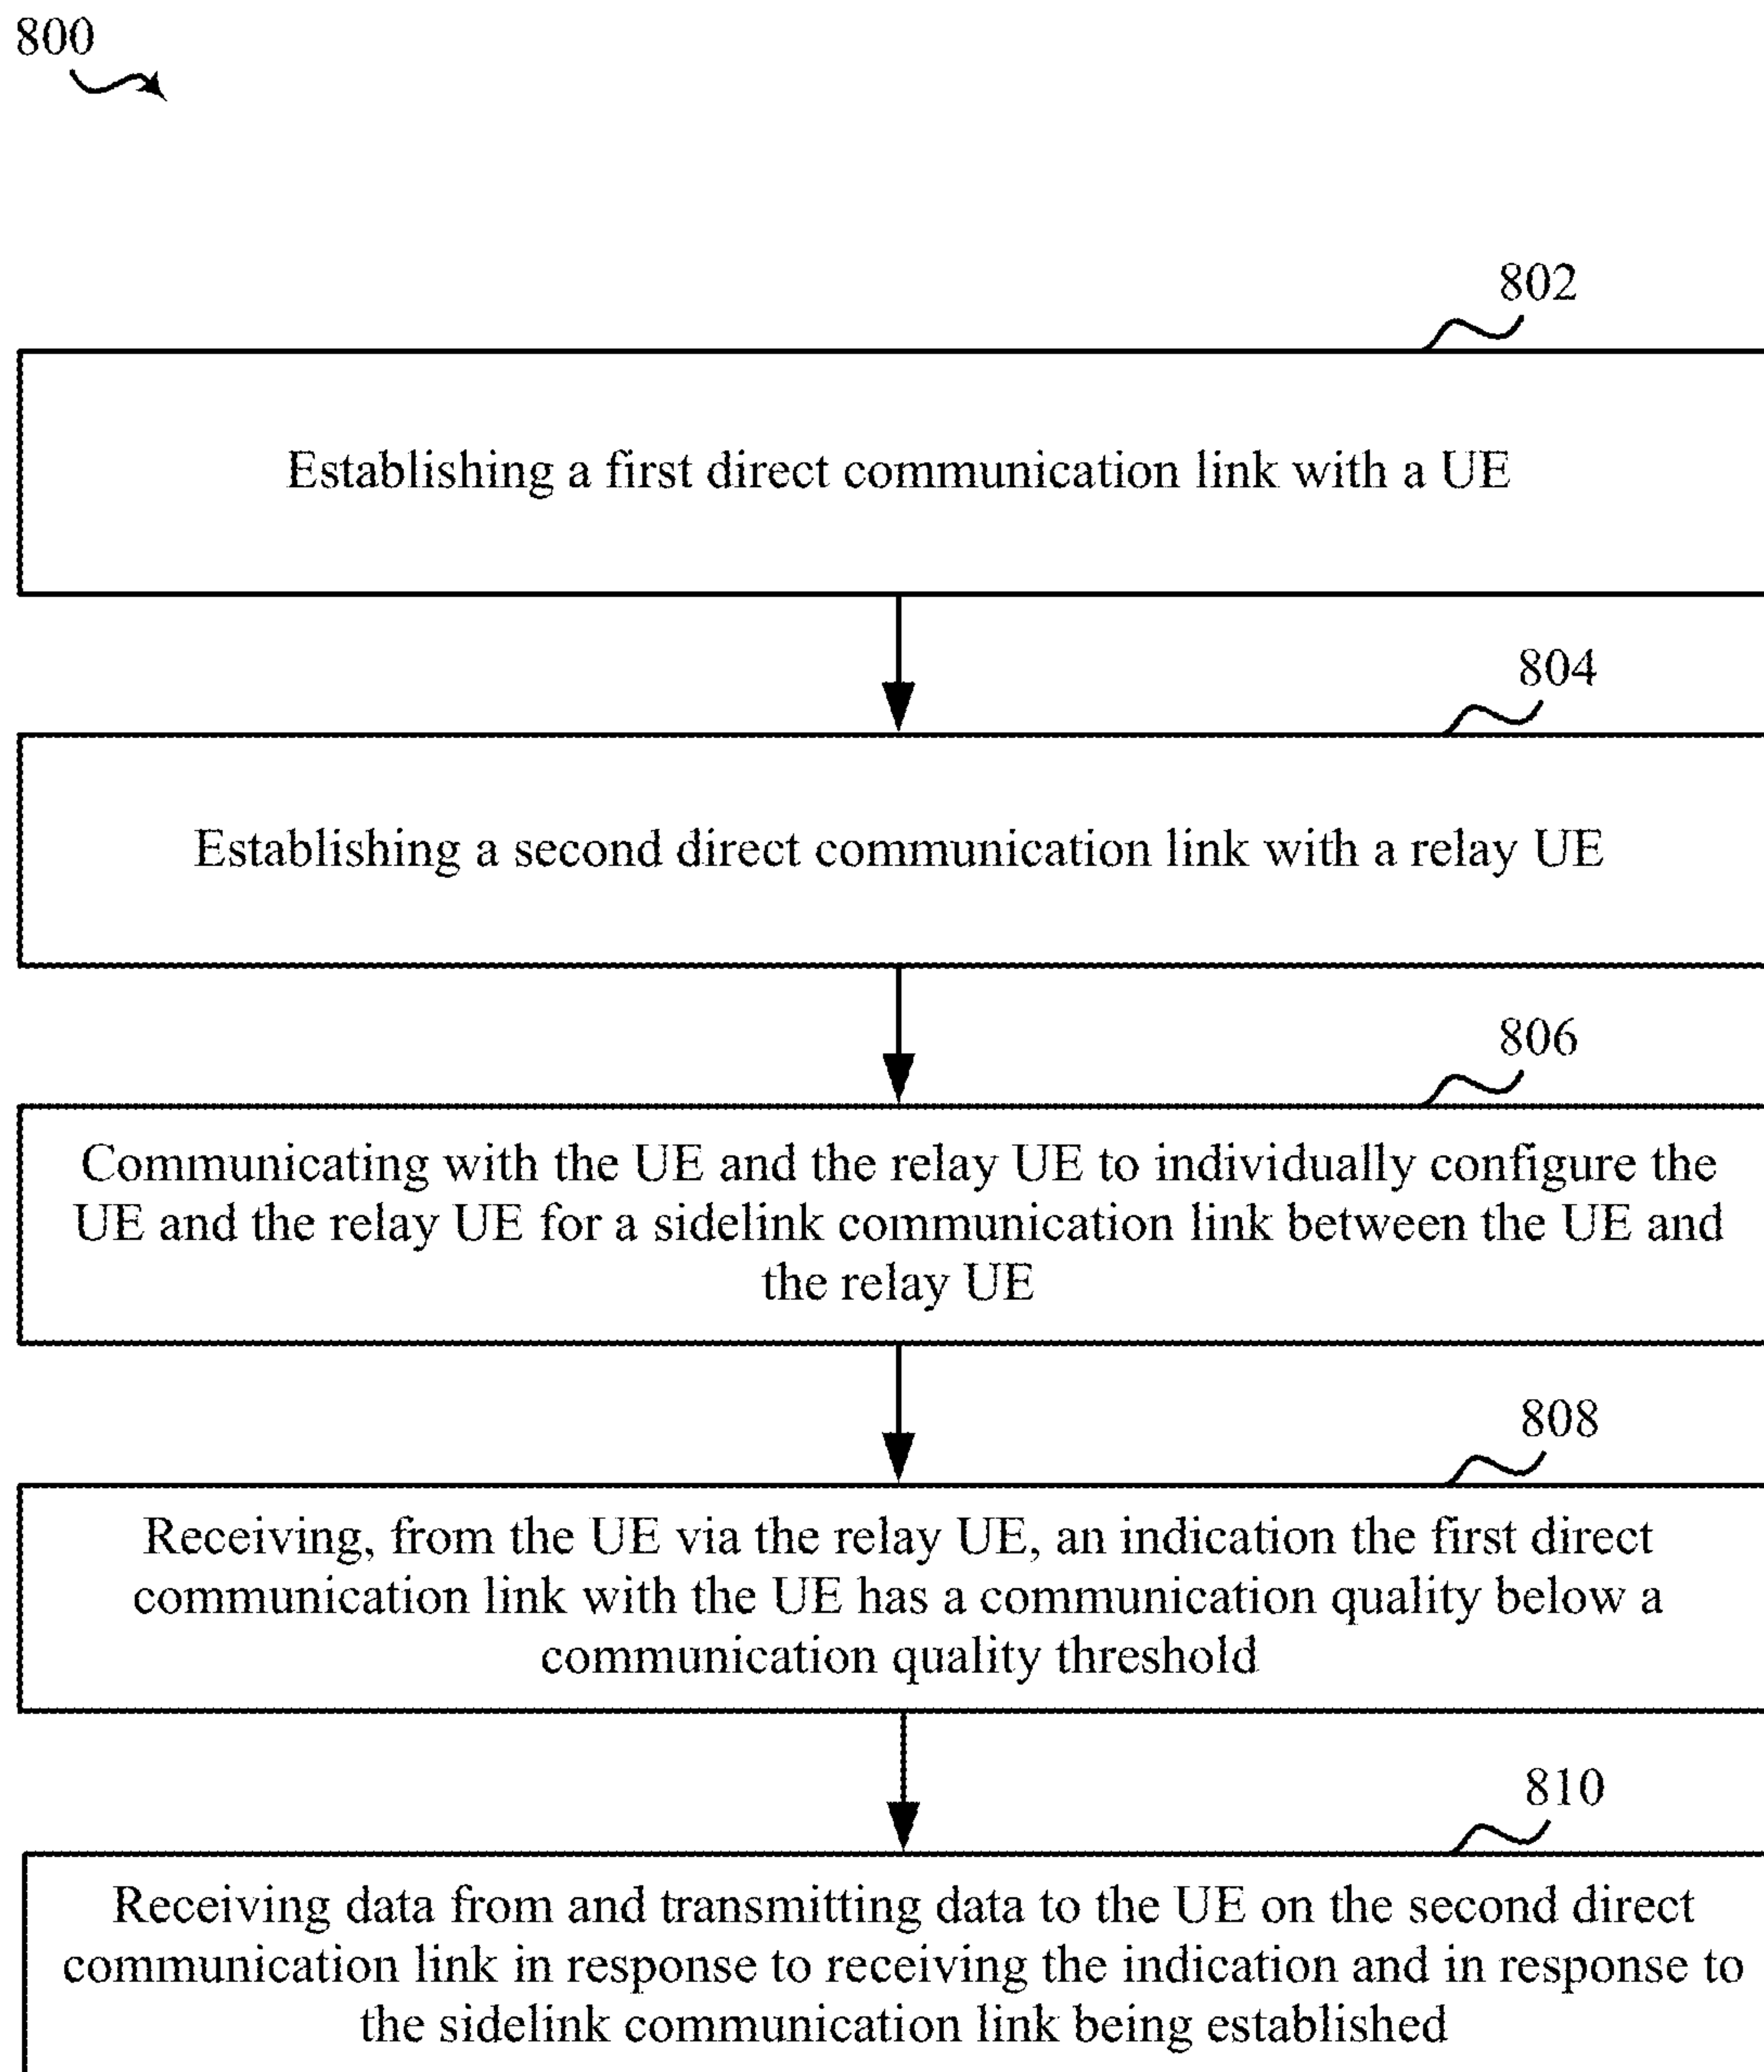 800
802
Establishing a first direct communication link with a UE
804
Establishing a second direct communication link with a relay UE
806
Communicating with the UE and the relay UE to individually configure the
UE and the relay UE for a sidelink communication link between the UE and
the relay UE
808
Receiving, from the UE via the relay UE, an indication the first direct
communication link with the UE has a communication quality below a
communication quality threshold
810
Receiving data from and transmitting data to the UE on the second direct
communication link in response to receiving the indication and in response to
the sidelink communication link being established